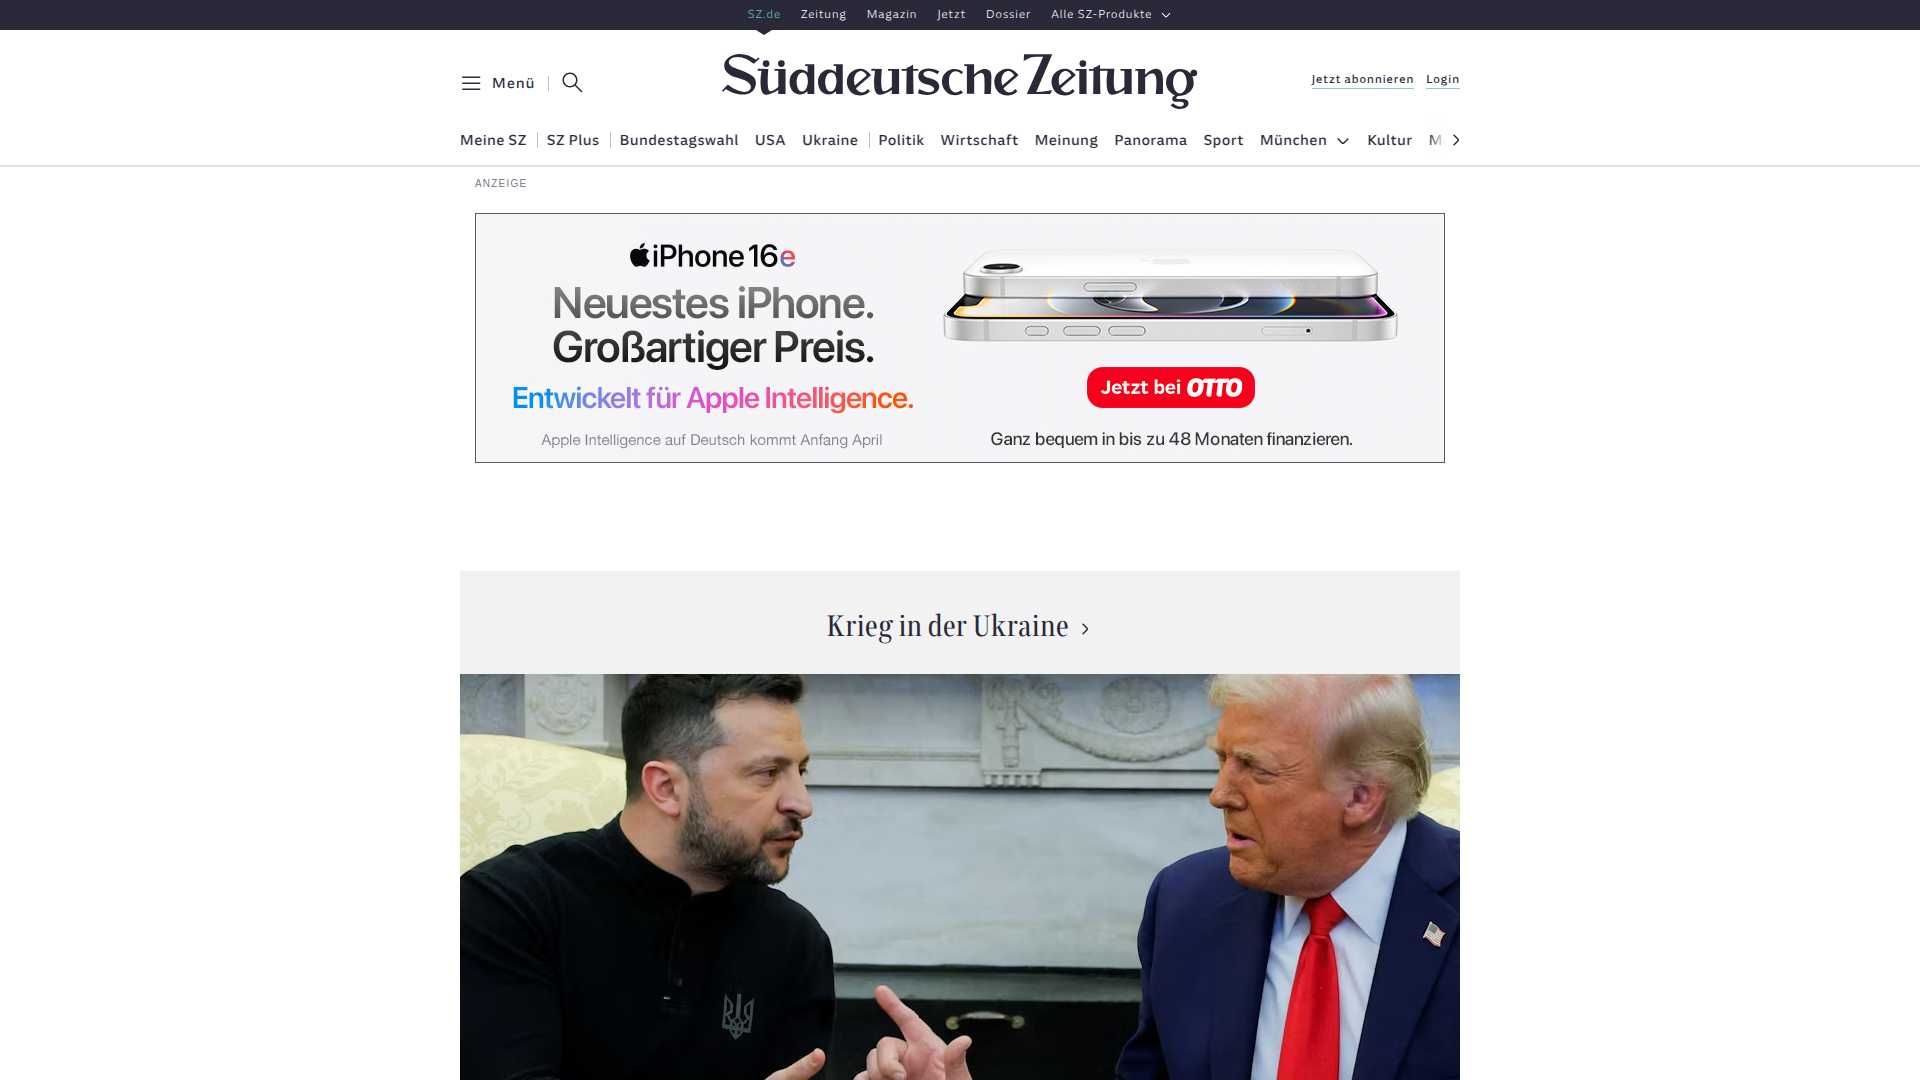 SZ.de Zeitung Magazin Jetzt Dossier Alle SZ-Produkte
Menü
Süddeutsche Zeitung
Jetzt abonnieren Login
Meine SZ SZ Plus Bundestagswahl USA Ukraine Politik Wirtschaft Meinung Panorama Sport München Kultur M
ANZEIGE
iPhone 16e
Neuestes iPhone.
Großartiger Preis.
Entwickelt für Apple Intelligence.
Apple Intelligence auf Deutsch kommt Anfang April
Jetzt bei OTTO
Ganz bequem in bis zu 48 Monaten finanzieren.
Krieg in der Ukraine